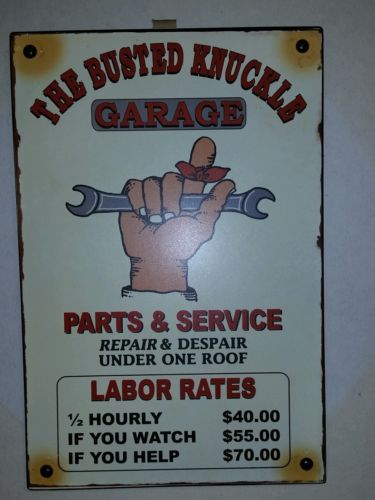 THE BUSTED KNUCKLE
GARAGE
PARTS & SERVICE
REPAIR & DESPAIR
UNDER ONE ROOF
LABOR RATES
½ HOURLY $40.00
IF YOU WATCH $55.00
IF YOU HELP $70.00